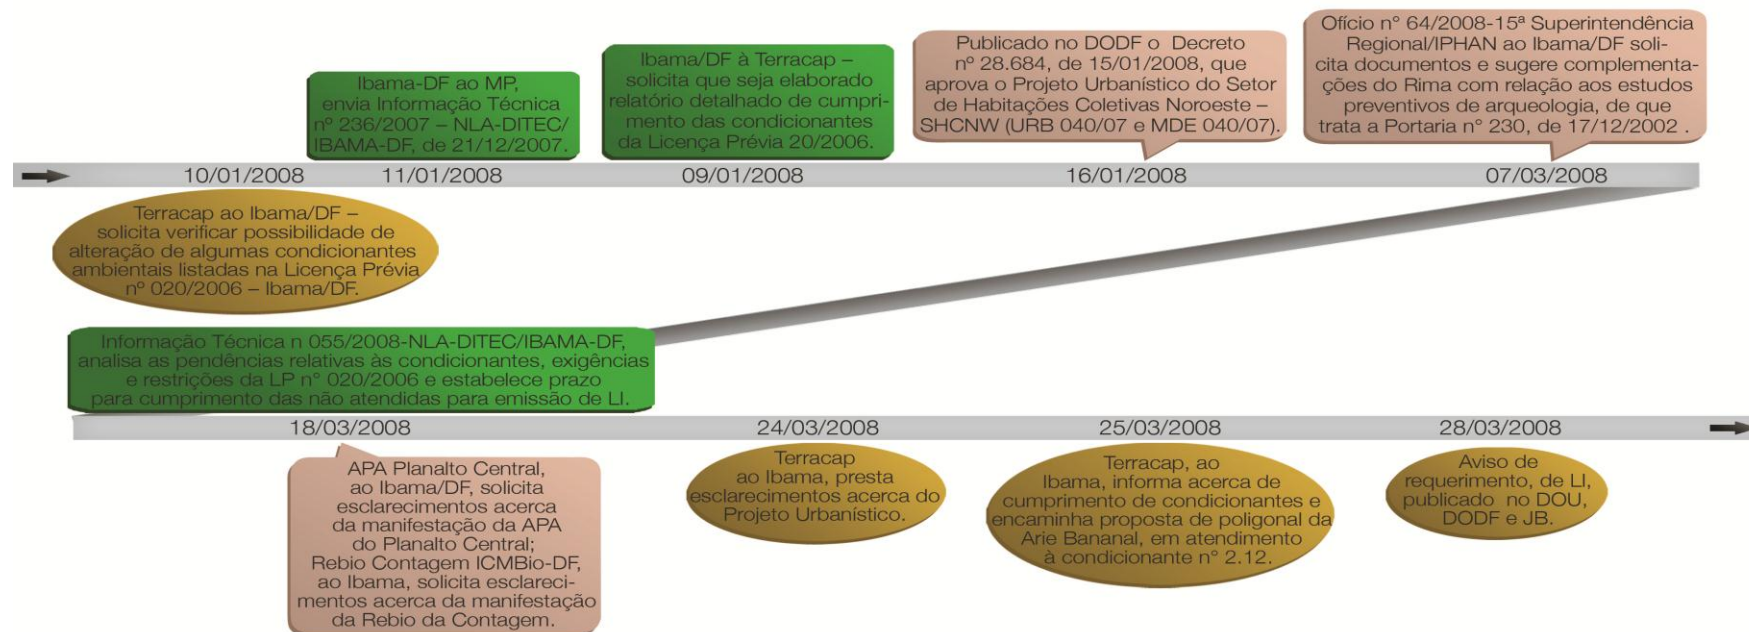 Ibama-DF ao MP,
envia Informação Técnica
nº 236/2007 – NLA-DITEC/
IBAMA-DF, de 21/12/2007.
Ibama/DF à Terracap –
solicita que seja elaborado
relatório detalhado de cumpri-
mento das condicionantes
da Licença Prévia 20/2006.
Publicado no DODF o Decreto
nº 28.684, de 15/01/2008, que
aprova o Projeto Urbanístico do Setor
de Habitações Coletivas Noroeste –
SHCNW (URB 040/07 e MDE 040/07).
Ofício n° 64/2008-15ª Superintendência
Regional/IPHAN ao Ibama/DF soli-
cita documentos e sugere complementa-
ções do Rima com relação aos estudos
preventivos de arqueologia, de que
trata a Portaria n° 230, de 17/12/2002 .
10/01/2008 11/01/2008 09/01/2008 16/01/2008 07/03/2008
Terracap ao Ibama/DF –
solicita verificar possibilidade de
alteração de algumas condicionantes
ambientais listadas na Licença Prévia
nº 020/2006 – Ibama/DF.
Informação Técnica n 055/2008-NLA-DITEC/IBAMA-DF,
analisa as pendências relativas às condicionantes, exigências
e restrições da LP n° 020/2006 e estabelece prazo
para cumprimento das não atendidas para emissão de LI.
18/03/2008 24/03/2008 25/03/2008 28/03/2008
APA Planalto Central,
ao Ibama/DF, solicita
esclarecimentos acerca
da manifestação da APA
do Planalto Central;
Rebio Contagem ICMBio-DF,
ao Ibama, solicita esclareci-
mentos acerca da manifestação
da Rebio da Contagem.
Terracap
ao Ibama, presta
esclarecimentos acerca do
Projeto Urbanístico.
Terracap, ao
Ibama, informa acerca de
cumprimento de condicionantes e
encaminha proposta de poligonal da
Arie Bananal, em atendimento
à condicionante n° 2.12.
Aviso de
requerimento, de LI,
publicado no DOU,
DODF e JB.